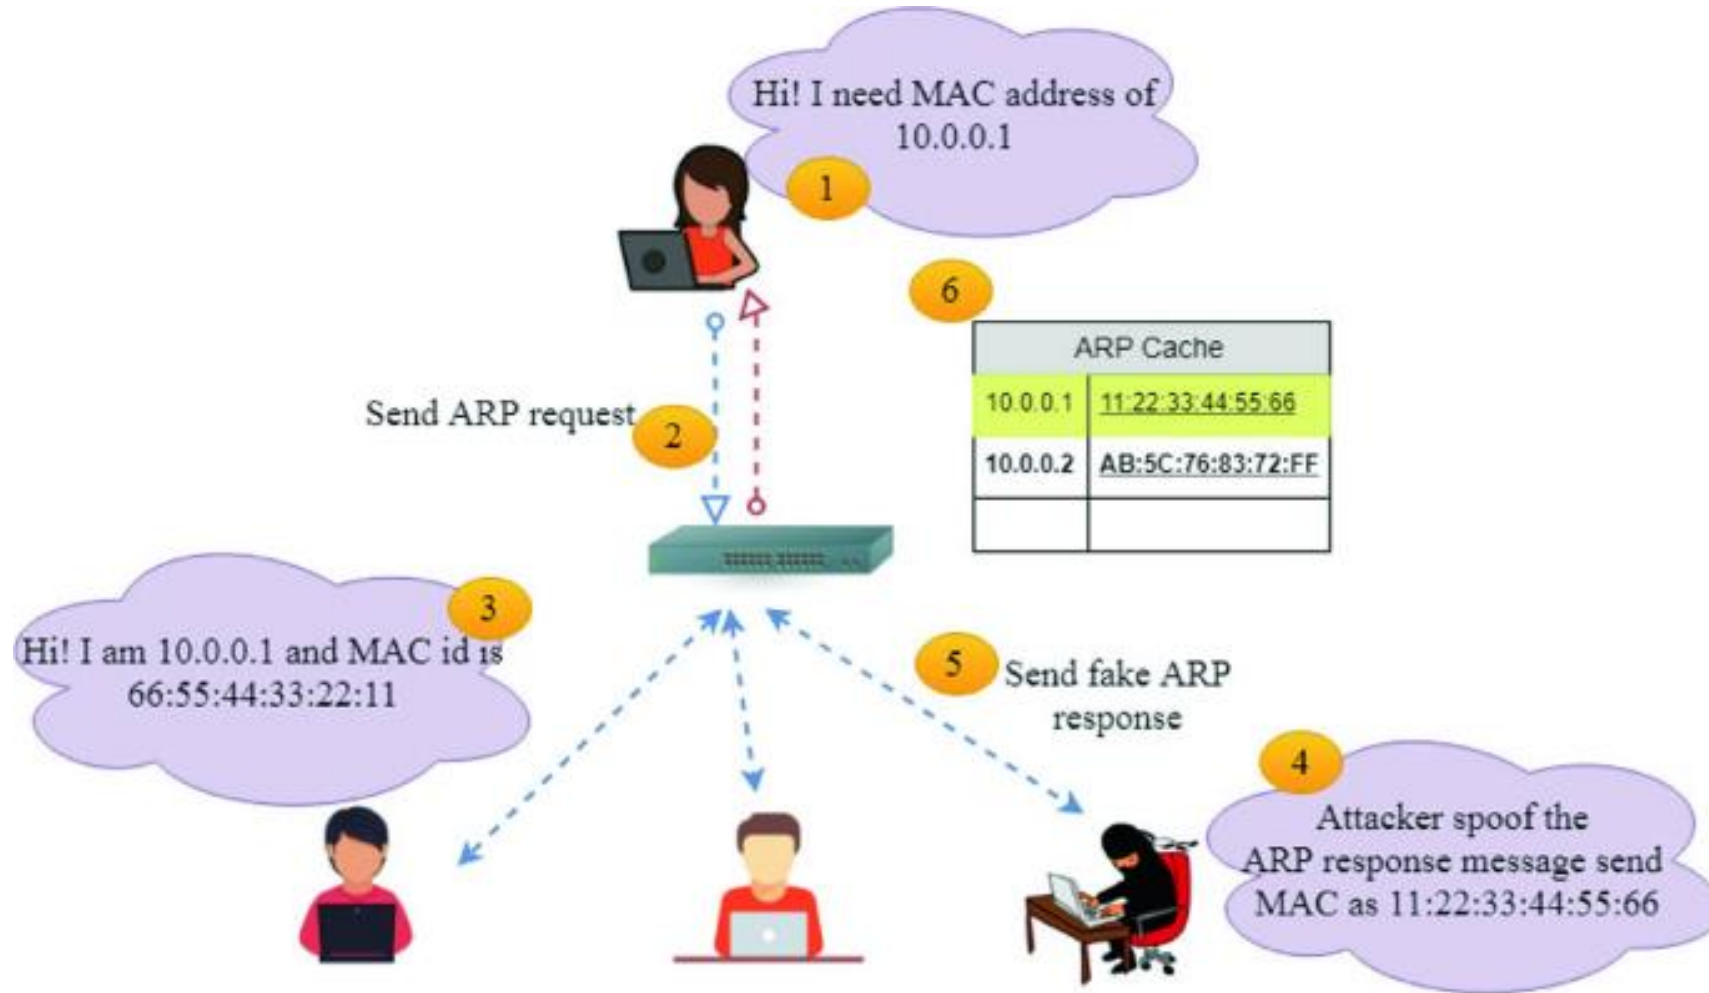 Hi! I need MAC address of
10.0.0.1
1
6
ARP Cache
10.0.0.1 11:22:33:44:55:66
10.0.0.2 AB:5C:76:83:72:FF
Send ARP request
2
3
Hi! I am 10.0.0.1 and MAC id is
66:55:44:33:22:11
5
Send fake ARP
response
4
Attacker spoof the
ARP response message send
MAC as 11:22:33:44:55:66